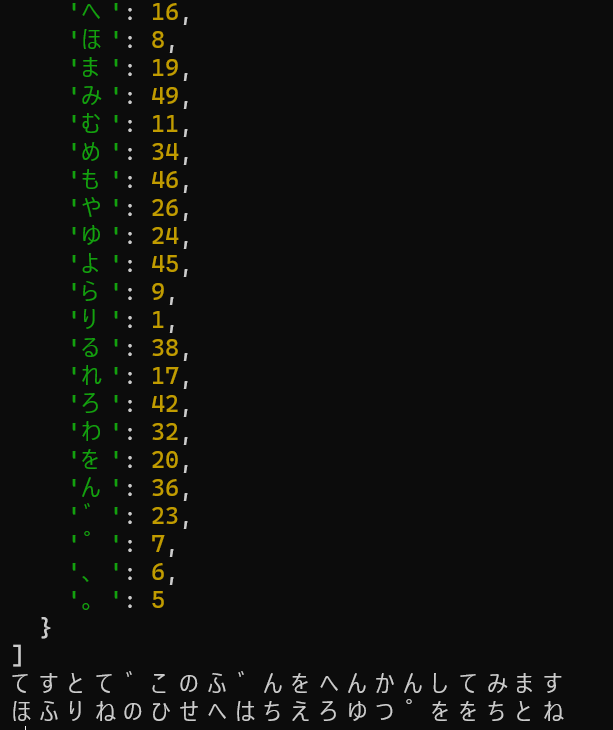 'へ': 16,
'ほ': 8,
'ま': 19,
'み': 49,
'む': 11,
'め': 34,
'も': 46,
'や': 26,
'ゆ': 24,
'よ': 45,
'ら': 9,
'り': 1,
'る': 38,
'れ': 17,
'ろ': 42,
'わ': 32,
'を': 20,
'ん': 36,
'゛': 23,
'゜': 7,
'、': 6,
'。': 5
}
]
てすとて゛このふ゛んをへんかんしてみます
ほふりねのひせへはちえろゆつ゜ををちとね